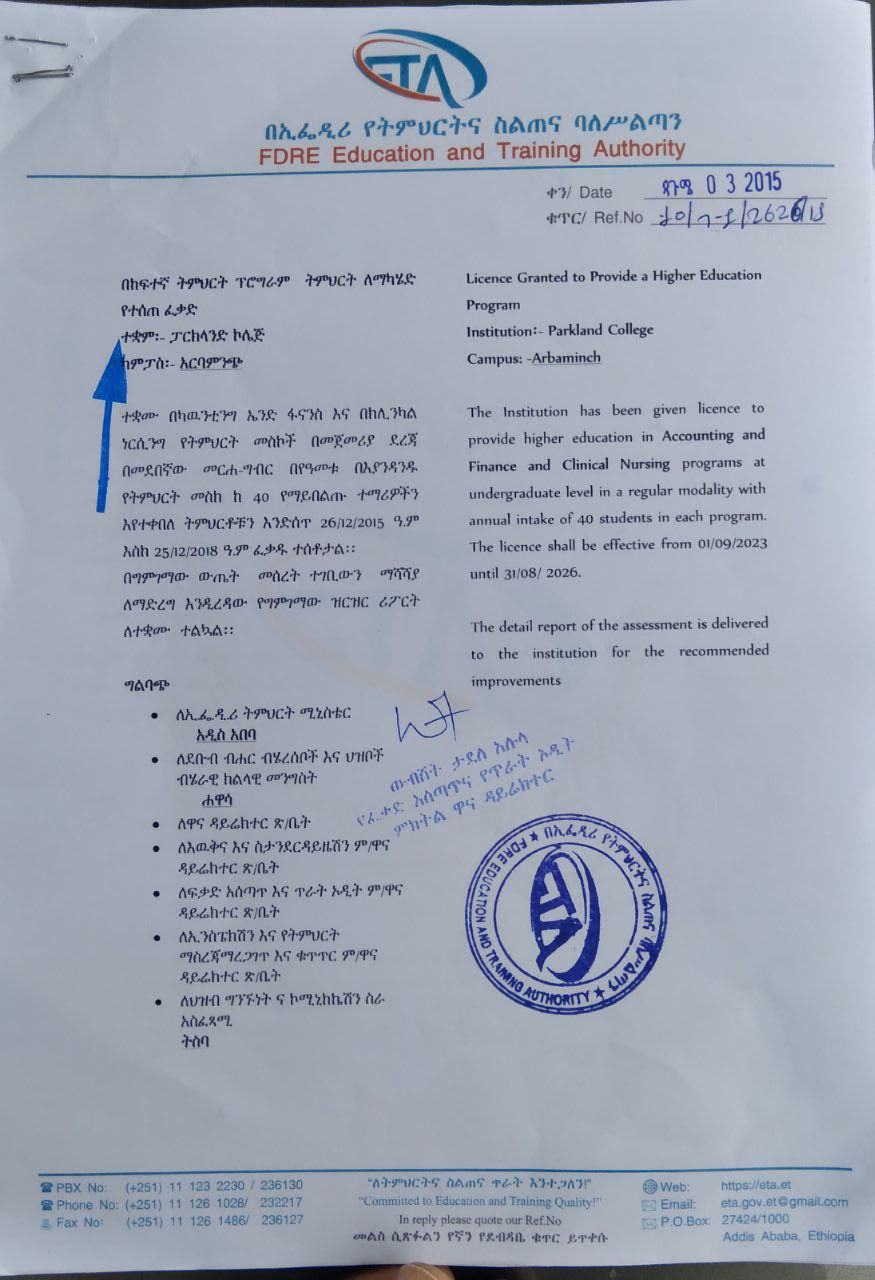 ETA
በኢፌዲሪ የትምህርትና ስልጠና ባለሥልጣን
FDRE Education and Training Authority
ቀን/ Date ጳጉሜ 0 3 2015
ቁጥር/ Ref.No
በከፍተኛ ትምህርት ፕሮግራም ትምህርት ለማካሄድ
የተሰጠ ፈቃድ
ተቋም፡- ፓርክላንድ ኮሌጅ
ካምፓስ፡- አርባምንጭ
ተቋሙ በካዉንቲንግ ኤንድ ፋናንስ እና በክሊንካል
ነርሲንግ የትምህርት መስኮች በመጀመሪያ ደረጃ
በመደበኛው መርሐ-ግብር በየዓመቱ በእያንዳንዱ
የትምህርት መስክ ከ 40 የማይበልጡ ተማሪዎችን
እየተቀበለ ትምህርቶቹን እንድሰጥ 26/12/2015 ዓ.ም
እስከ 25/12/2018 ዓ.ም ፈቃዱ ተሰቶታል፡፡
በግምገማው ውጤት መሰረት ተገቢውን ማሻሻያ
ለማድረግ እንዲረዳው የግምገማው ዝርዝር ሪፖርት
ለተቋሙ ተልኳል፡፡
Licence Granted to Provide a Higher Education
Program
Institution፡- Parkland College
Campus: -Arbaminch
The Institution has been given licence to
provide higher education in Accounting and
Finance and Clinical Nursing programs at
undergraduate level in a regular modality with
annual intake of 40 students in each program.
The licence shall be effective from 01/09/2023
until 31/08/ 2026.
The detail report of the assessment is delivered
to the institution for the recommended
improvements
ግልባጭ
• ለኢ.ፌ.ዲ.ሪ ትምህርት ሚኒስቴር
አዲስ አበባ
• ለደቡብ ብሔር ብሄረሰቦች እና ህዝቦች
ብሄራዊ ክልላዊ መንግስት
ሐዋሳ
• ለዋና ዳይሬክተር ጽ/ቤት
• ለእዉቅና እና ስታንደርዳይዜሽን ም/ዋና
ዳይሬክተር ጽ/ቤት
• ለፍቃድ አሰጣጥ እና ጥራት ኦዲት ም/ዋና
ዳይሬክተር ጽ/ቤት
• ለኢንስፔክሽን እና የትምህርት
ማስረጃማረጋገጥ እና ቁጥጥር ም/ዋና
ዳይሬክተር ጽ/ቤት
• ለህዝብ ግንኙነት ና ኮሚኒከኬሽን ስራ
አስፈጻሚ
ትስባ
ውብሸት ታደለ አሉላ
የፈቃድ አሰጣጥና የጥራት ኦዲት
ምክትል ዋና ዳይሬክተር
በኢፌዲሪ የትምህርትና ስልጠና ባለሥልጣን
FDRE EDUCATION AND TRAINING AUTHORITY
ETA
PBX No: (+251) 11 123 2230 / 236130
Phone No: (+251) 11 126 1028/ 232217
Fax No: (+251) 11 126 1486/ 236127
"ለትምህርትና ስልጠና ጥራት እንተጋለን!"
"Committed to Education and Training Quality!"
In reply please quote our Ref.No
መልስ ሲጽፉልን የኛን የደብዳቤ ቁጥር ይጥቀሱ
Web: https://eta.et
Email: eta.gov.et@gmail.com
P.O.Box: 27424/1000
Addis Ababa, Ethiopia